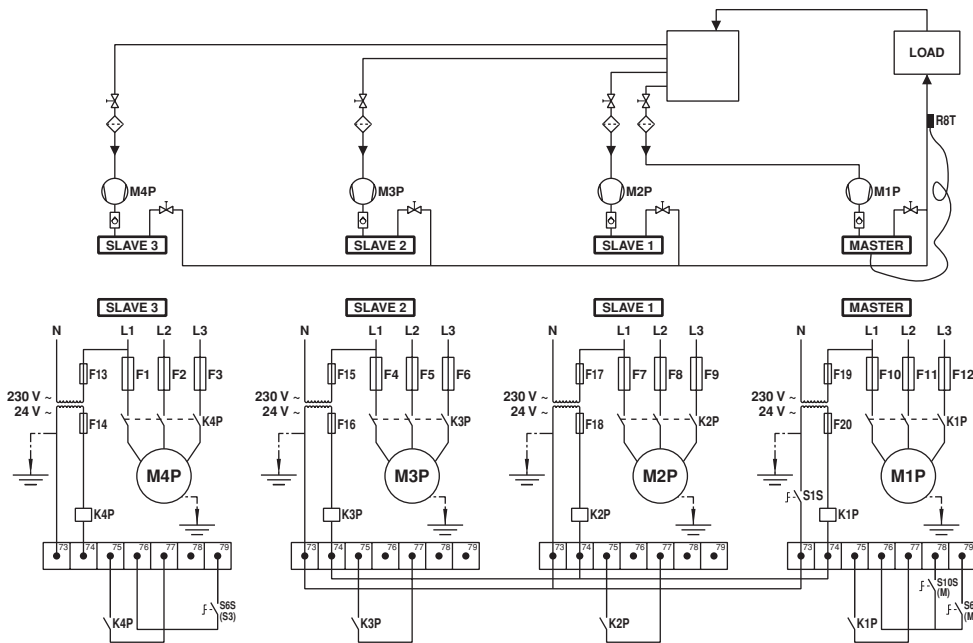 LOAD
R8T
M4P
M3P
M2P
M1P
SLAVE 3
SLAVE 2
SLAVE 1
MASTER
SLAVE 3
SLAVE 2
SLAVE 1
MASTER
N L1 L2 L3
N L1 L2 L3
N L1 L2 L3
N L1 L2 L3
F13 F1 F2 F3
F15 F4 F5 F6
F17 F7 F8 F9
F19 F10 F11 F12
230 V ~
24 V ~
F14 K4P
230 V ~
24 V ~
F16 K3P
230 V ~
24 V ~
F18 K2P
230 V ~
24 V ~
F20 K1P
M4P
M3P
M2P
M1P
S1S
K4P
K3P
K2P
K1P
73 74 75 76 77 78 79
73 74 75 76 77 78 79
73 74 75 76 77 78 79
73 74 75 76 77 78 79
K4P
S6S
(S3)
K3P
K2P
K1P
S10S
(M)
S6
(M